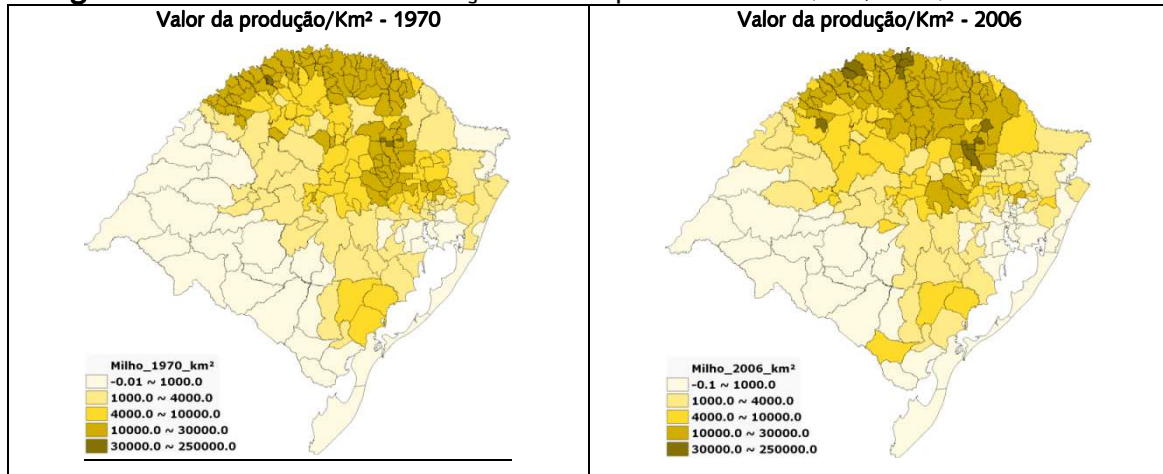 Valor da produção/Km² - 1970
Valor da produção/Km² - 2006
Milho_1970_km²
-0.01 ~ 1000.0
1000.0 ~ 4000.0
4000.0 ~ 10000.0
10000.0 ~ 30000.0
30000.0 ~ 250000.0
Milho_2006_km²
-0.1 ~ 1000.0
1000.0 ~ 4000.0
4000.0 ~ 10000.0
10000.0 ~ 30000.0
30000.0 ~ 250000.0